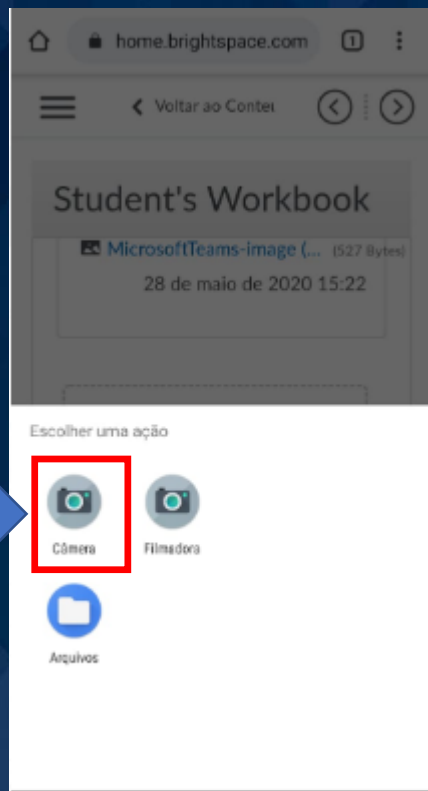 home.brightspace.com 1
Voltar ao Conteu
Student's Workbook
MicrosoftTeams-image (... (527 Bytes)
28 de maio de 2020 15:22
Escolher uma ação
Câmera Filmadora
Arquivos